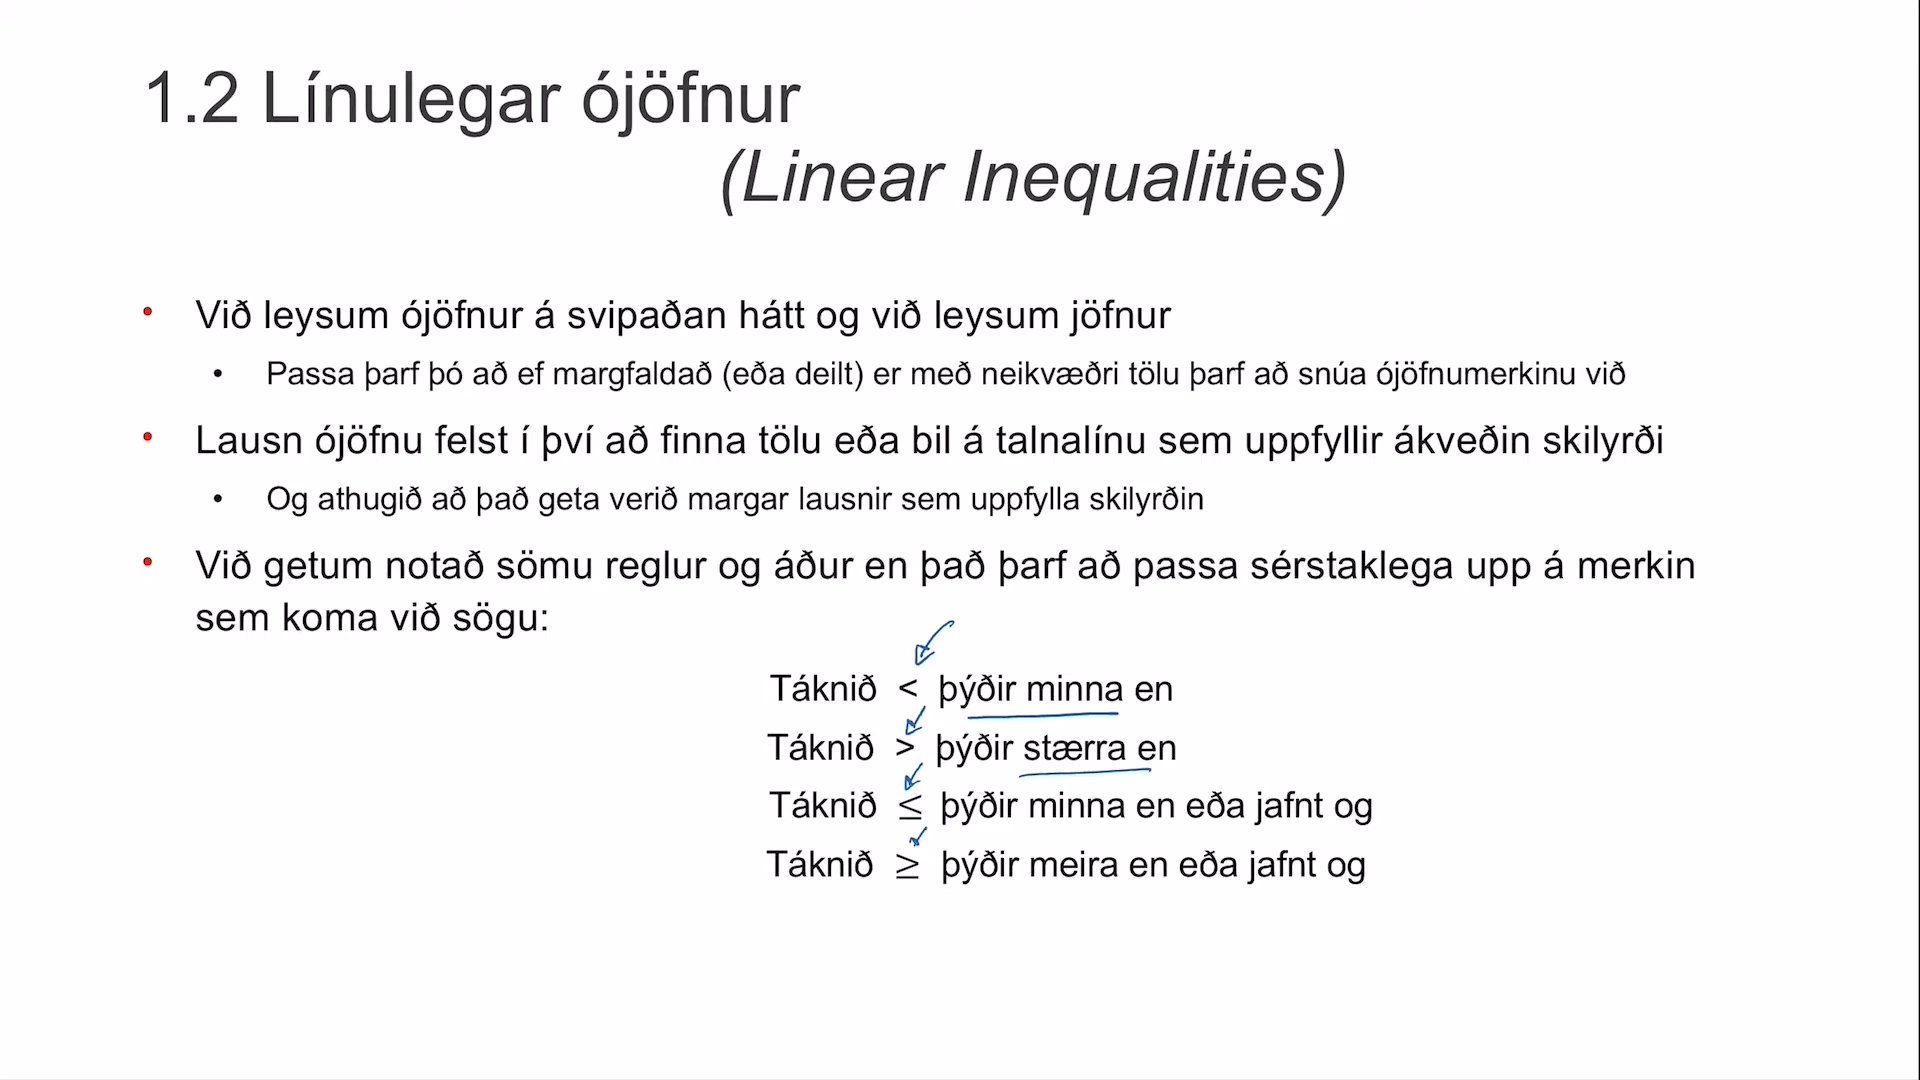 1.2 Línulegar ójöfnur
(Linear Inequalities)
• Við leysum ójöfnur á svipaðan hátt og við leysum jöfnur
• Passa þarf þó að ef margfaldað (eða deilt) er með neikvæðri tölu þarf að snúa ójöfnumerkinu við
• Lausn ójöfnu felst í því að finna tölu eða bil á talnalínu sem uppfyllir ákveðin skilyrði
• Og athugið að það geta verið margar lausnir sem uppfylla skilyrðin
• Við getum notað sömu reglur og áður en það þarf að passa sérstaklega upp á merkin
sem koma við sögu:
Táknið < þýðir minna en
Táknið > þýðir stærra en
Táknið ≤ þýðir minna en eða jafnt og
Táknið ≥ þýðir meira en eða jafnt og